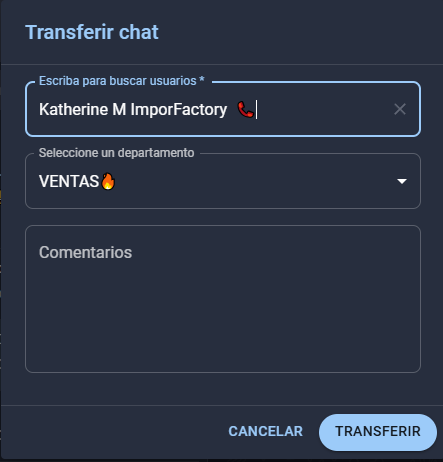 Transferir chat
Escriba para buscar usuarios *
Katherine M ImporFactory 📞
Seleccione un departamento
VENTAS🔥
Comentarios
CANCELAR
TRANSFERIR